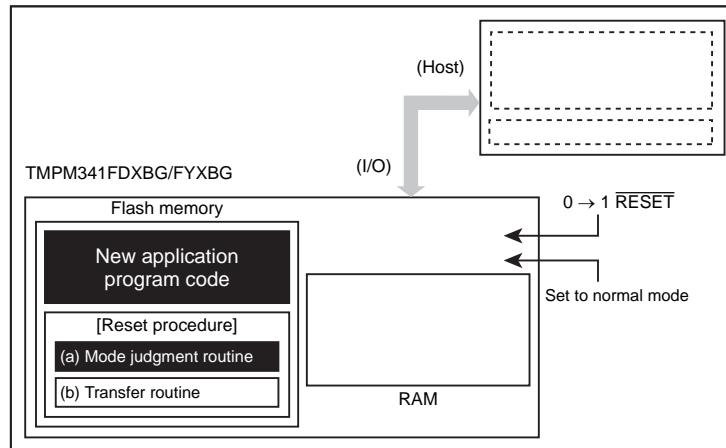 (Host)
(I/O)
TMPM341FDXBG/FYXBG
Flash memory
0 → 1 RESET
New application
program code
Set to normal mode
[Reset procedure]
(a) Mode judgment routine
(b) Transfer routine
RAM